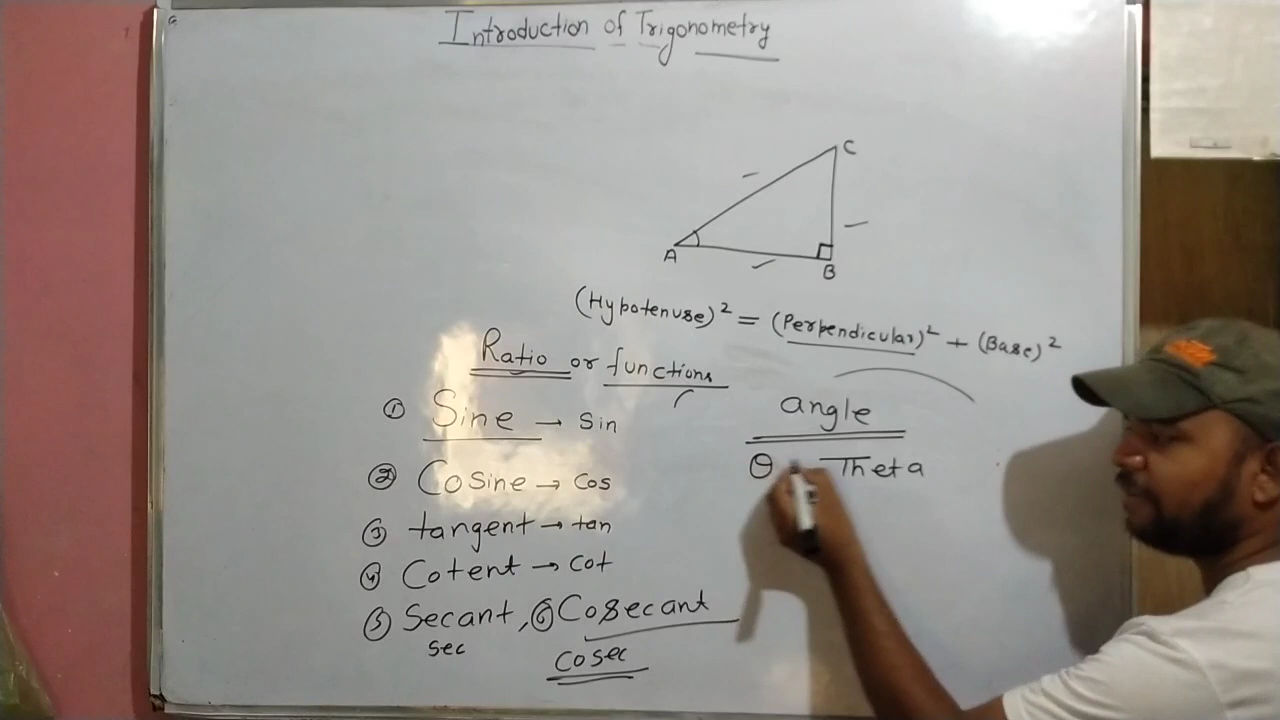 Introduction of Trigonometry
C
A
B
(Hypotenuse)² = (Perpendicular)² + (Base)²
Ratio or functions
① Sine → Sin
② Cosine → Cos
③ tangent → tan
④ Cotent → Cot
⑤ Secant, ⑥ Cosecant
Sec
Cosec
angle
θ Theta